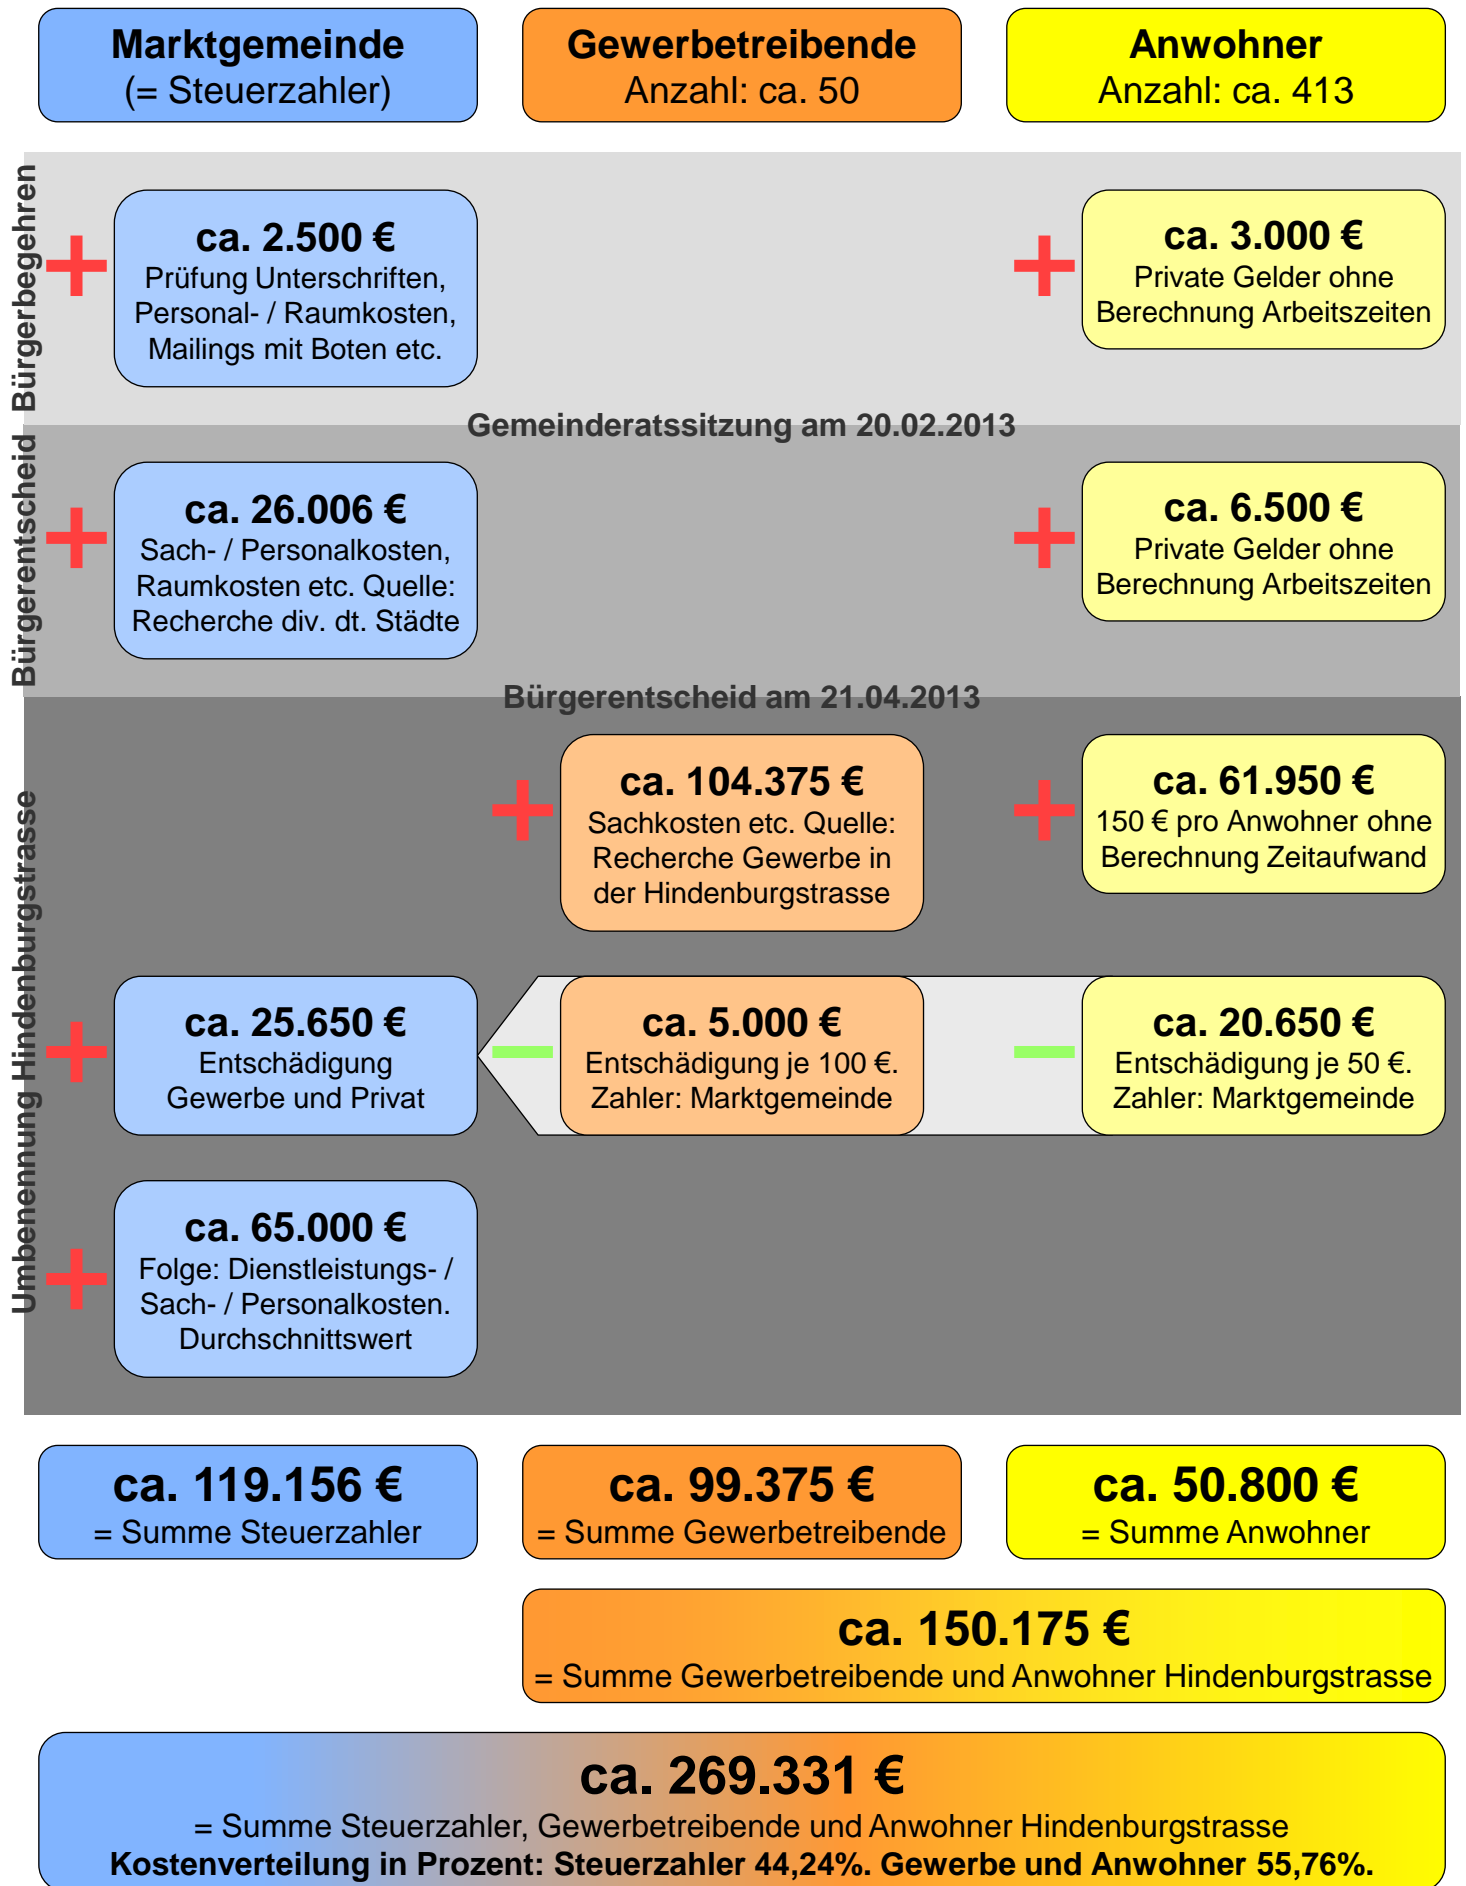 Marktgemeinde
(= Steuerzahler)
Gewerbetreibende
Anzahl: ca. 50
Anwohner
Anzahl: ca. 413
Bürgerbegehren
ca. 2.500 €
Prüfung Unterschriften,
Personal- / Raumkosten,
Mailings mit Boten etc.
ca. 3.000 €
Private Gelder ohne
Berechnung Arbeitszeiten
Gemeinderatssitzung am 20.02.2013
Bürgerentscheid
ca. 26.006 €
Sach- / Personalkosten,
Raumkosten etc. Quelle:
Recherche div. dt. Städte
ca. 6.500 €
Private Gelder ohne
Berechnung Arbeitszeiten
Bürgerentscheid am 21.04.2013
Umbenennung Hindenburgstrasse
ca. 104.375 €
Sachkosten etc. Quelle:
Recherche Gewerbe in
der Hindenburgstrasse
ca. 61.950 €
150 € pro Anwohner ohne
Berechnung Zeitaufwand
ca. 25.650 €
Entschädigung
Gewerbe und Privat
ca. 5.000 €
Entschädigung je 100 €.
Zahler: Marktgemeinde
ca. 20.650 €
Entschädigung je 50 €.
Zahler: Marktgemeinde
ca. 65.000 €
Folge: Dienstleistungs- /
Sach- / Personalkosten.
Durchschnittswert
ca. 119.156 €
= Summe Steuerzahler
ca. 99.375 €
= Summe Gewerbetreibende
ca. 50.800 €
= Summe Anwohner
ca. 150.175 €
= Summe Gewerbetreibende und Anwohner Hindenburgstrasse
ca. 269.331 €
= Summe Steuerzahler, Gewerbetreibende und Anwohner Hindenburgstrasse
Kostenverteilung in Prozent: Steuerzahler 44,24%. Gewerbe und Anwohner 55,76%.